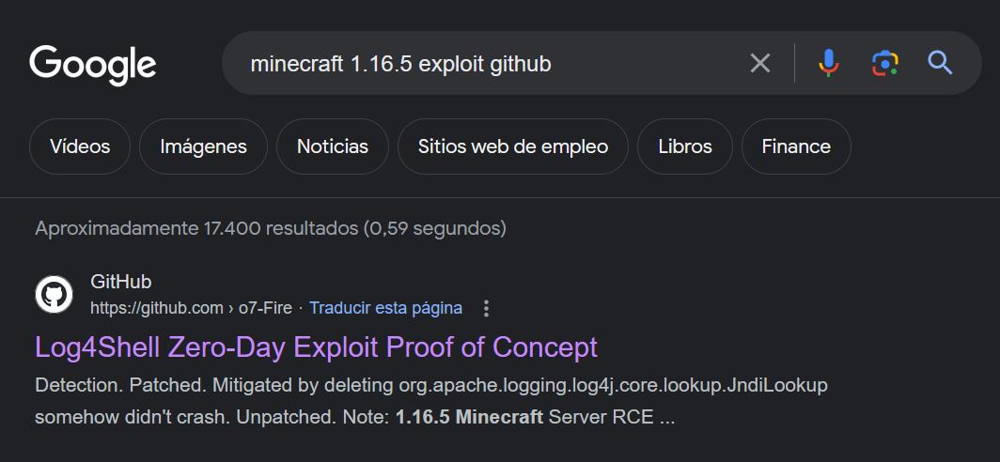 Google
minecraft 1.16.5 exploit github
Vídeos Imágenes Noticias Sitios web de empleo Libros Finance
Aproximadamente 17.400 resultados (0,59 segundos)
GitHub
https://github.com › o7-Fire · Traducir esta página
Log4Shell Zero-Day Exploit Proof of Concept
Detection. Patched. Mitigated by deleting org.apache.logging.log4j.core.lookup.JndiLookup
somehow didn't crash. Unpatched. Note: 1.16.5 Minecraft Server RCE ...